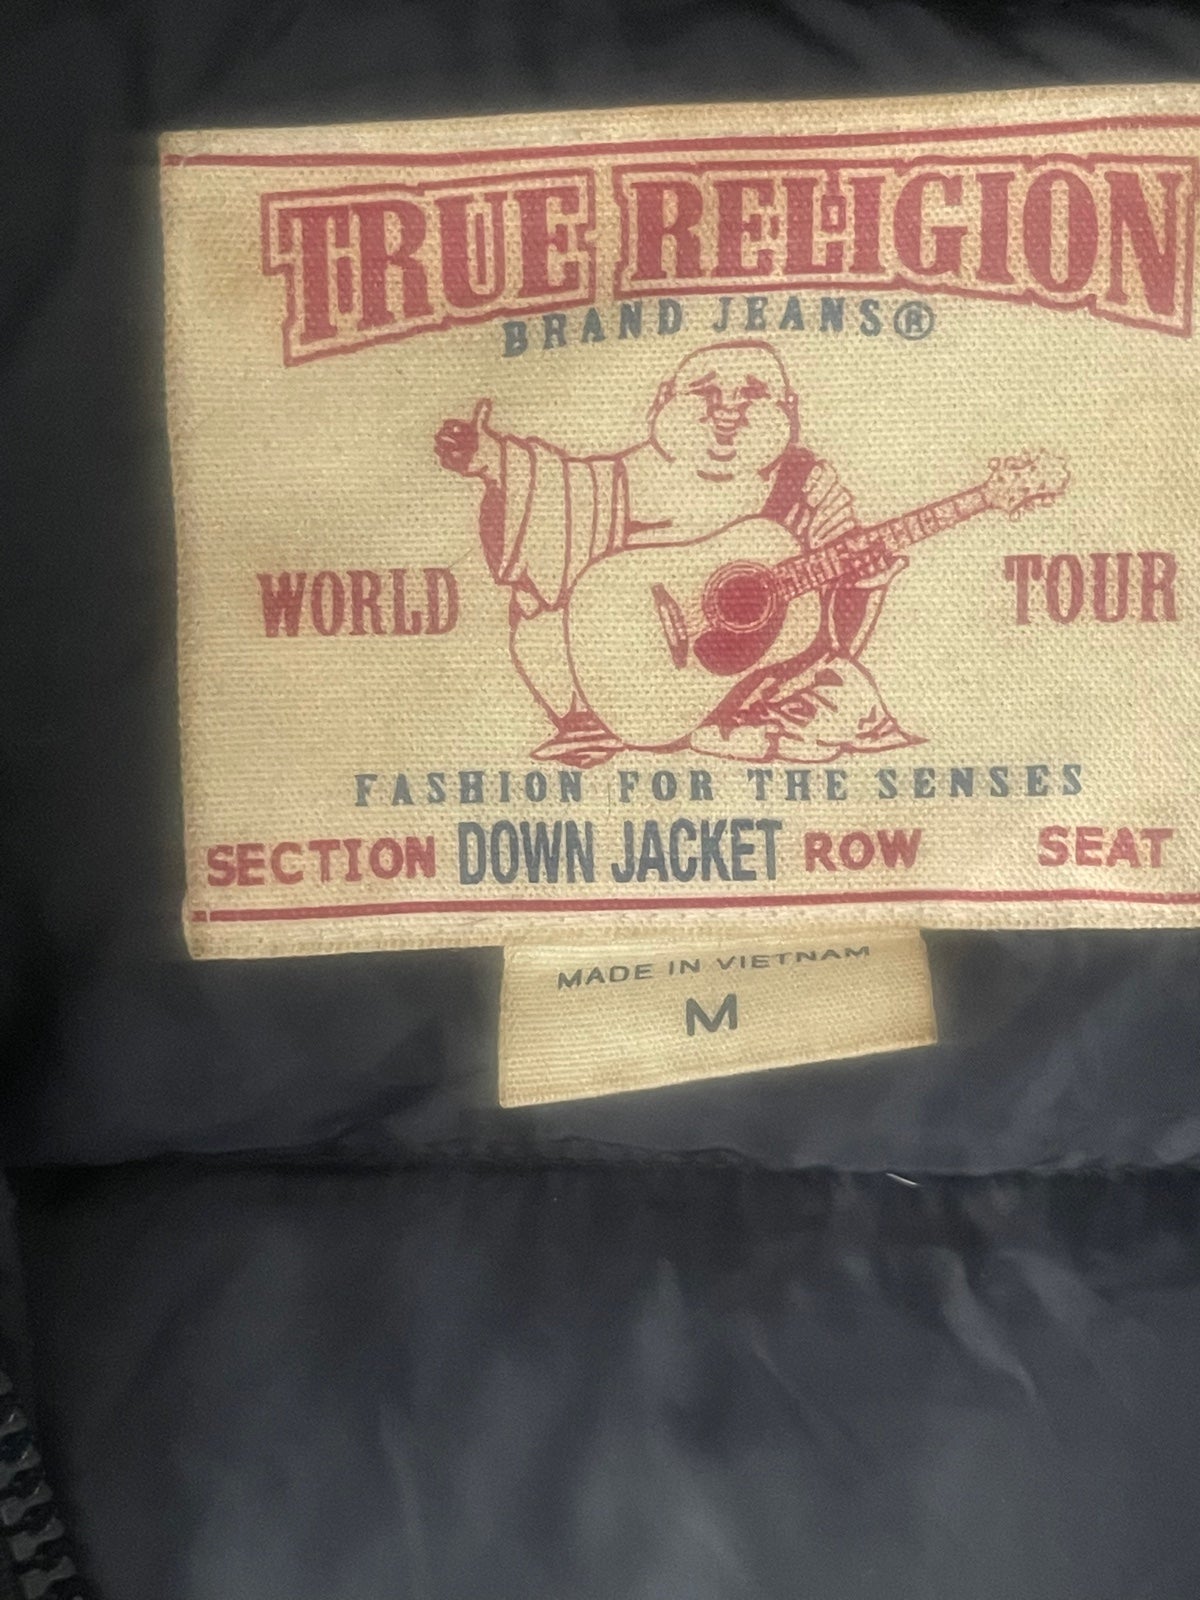 TRUE RELIGION
BRAND JEANS®
WORLD TOUR
FASHION FOR THE SENSES
SECTION DOWN JACKET ROW SEAT
MADE IN VIETNAM
M